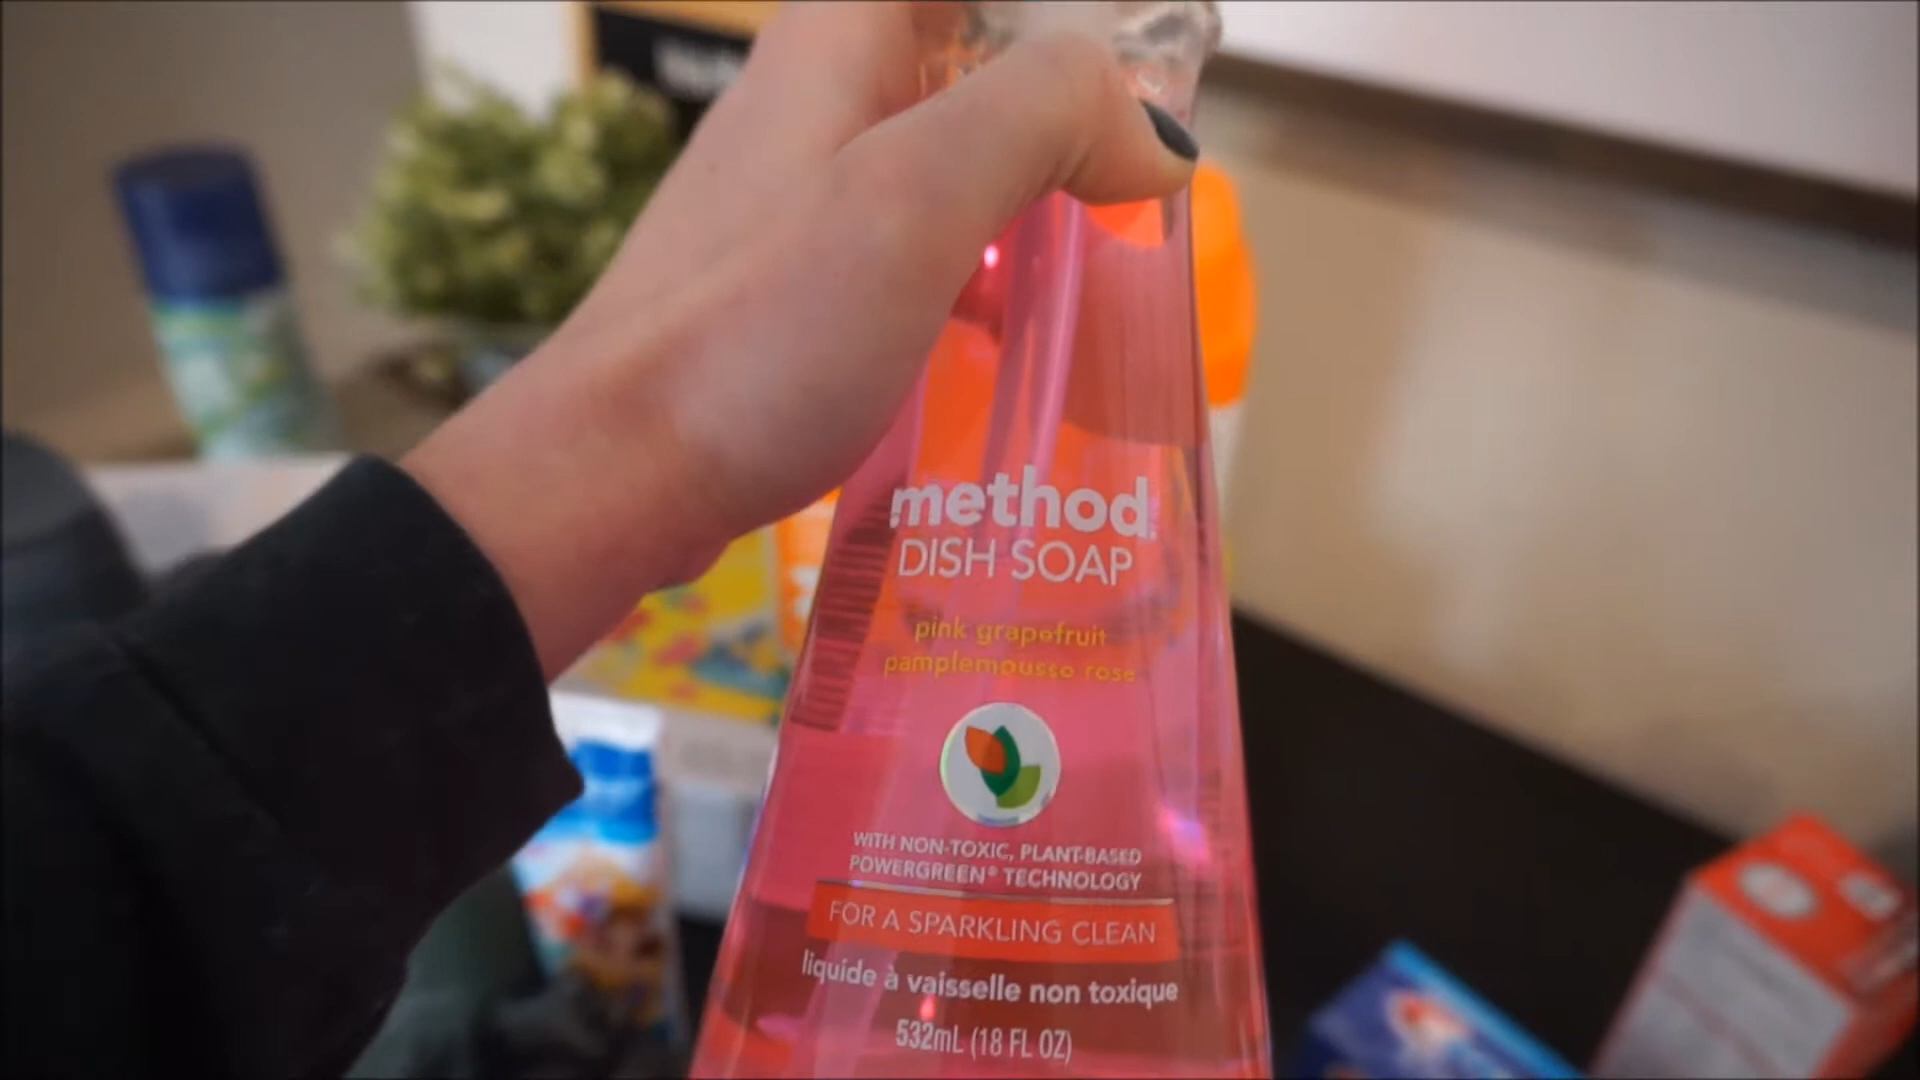 method
DISH SOAP
pink grapefruit
pamplemousse rose
WITH NON-TOXIC, PLANT-BASED
POWERGREEN® TECHNOLOGY
FOR A SPARKLING CLEAN
liquide à vaisselle non toxique
532mL (18 FL OZ)